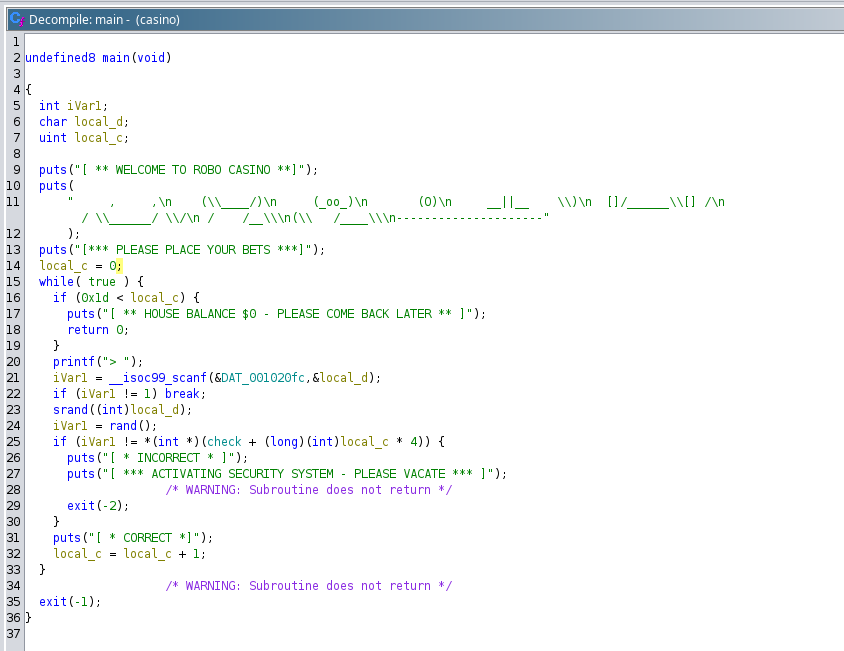 Decompile: main - (casino)
1
2 undefined8 main(void)
3
4 {
5   int iVar1;
6   char local_d;
7   uint local_c;
8
9   puts("[ ** WELCOME TO ROBO CASINO **]");
10   puts(
11       "     ,     ,\n    (\\____/)\n     (_oo_)\n       (O)\n     __||__    \\)\n  []/______\\[] /\n
        / \\______/ \\/\n /    /__\\\n(\\   /____\\\n---------------------"
12       );
13   puts("[*** PLEASE PLACE YOUR BETS ***]");
14   local_c = 0;
15   while( true ) {
16     if (0x1d < local_c) {
17       puts("[ ** HOUSE BALANCE $0 - PLEASE COME BACK LATER ** ]");
18       return 0;
19     }
20     printf("> ");
21     iVar1 = __isoc99_scanf(&DAT_001020fc,&local_d);
22     if (iVar1 != 1) break;
23     srand((int)local_d);
24     iVar1 = rand();
25     if (iVar1 != *(int *)(check + (long)(int)local_c * 4)) {
26       puts("[ * INCORRECT * ]");
27       puts("[ *** ACTIVATING SECURITY SYSTEM - PLEASE VACATE *** ]");
28                     /* WARNING: Subroutine does not return */
29       exit(-2);
30     }
31     puts("[ * CORRECT *]");
32     local_c = local_c + 1;
33   }
34                     /* WARNING: Subroutine does not return */
35   exit(-1);
36 }
37